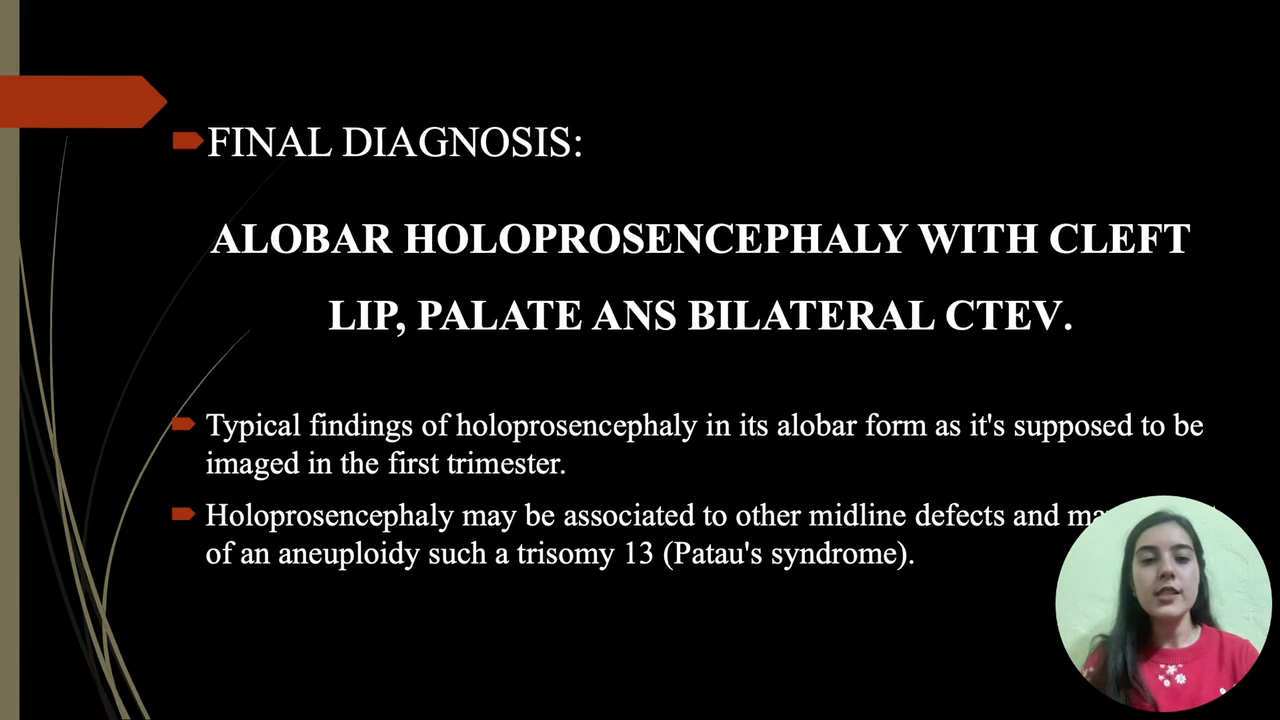 FINAL DIAGNOSIS:
ALOBAR HOLOPROSENCEPHALY WITH CLEFT
LIP, PALATE ANS BILATERAL CTEV.
Typical findings of holoprosencephaly in its alobar form as it's supposed to be
imaged in the first trimester.
Holoprosencephaly may be associated to other midline defects and
of an aneuploidy such a trisomy 13 (Patau's syndrome).